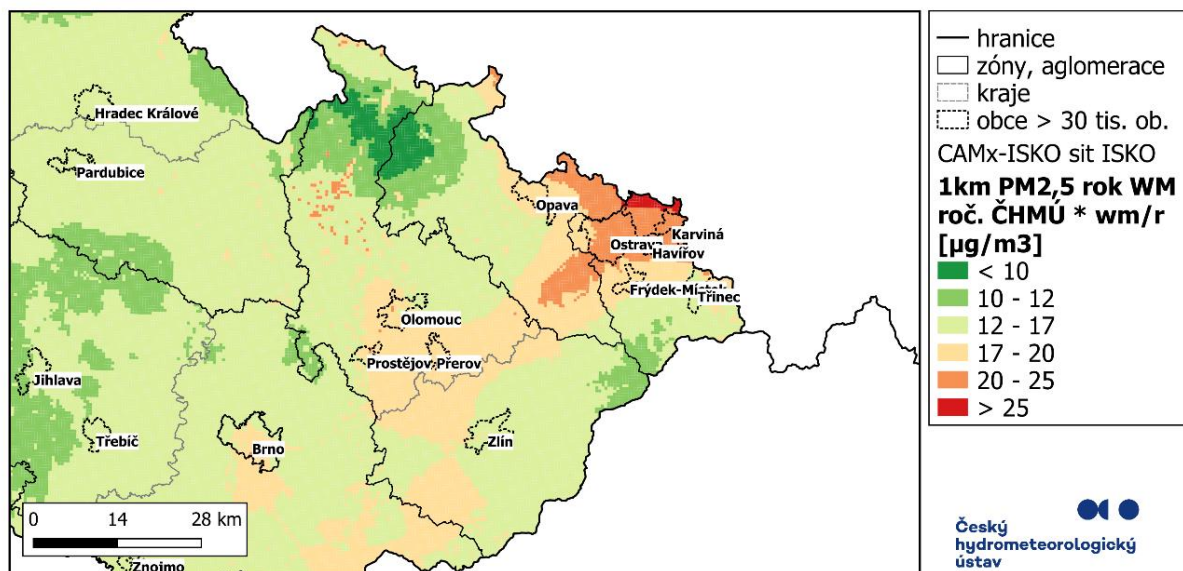 Hradec Králové
Pardubice
Opava
Karviná
Ostrava
Havířov
Frýdek-Místek
Třinec
Olomouc
Prostějov
Přerov
Jihlava
Třebíč
Brno
Zlín
Znojmo
0 14 28 km
hranice
zóny, aglomerace
kraje
obce > 30 tis. ob.
CAMx-ISKO sit ISKO
1km PM2,5 rok WM
roč. ČHMÚ * wm/r
[µg/m3]
< 10
10 - 12
12 - 17
17 - 20
20 - 25
> 25
Český
hydrometeorologický
ústav